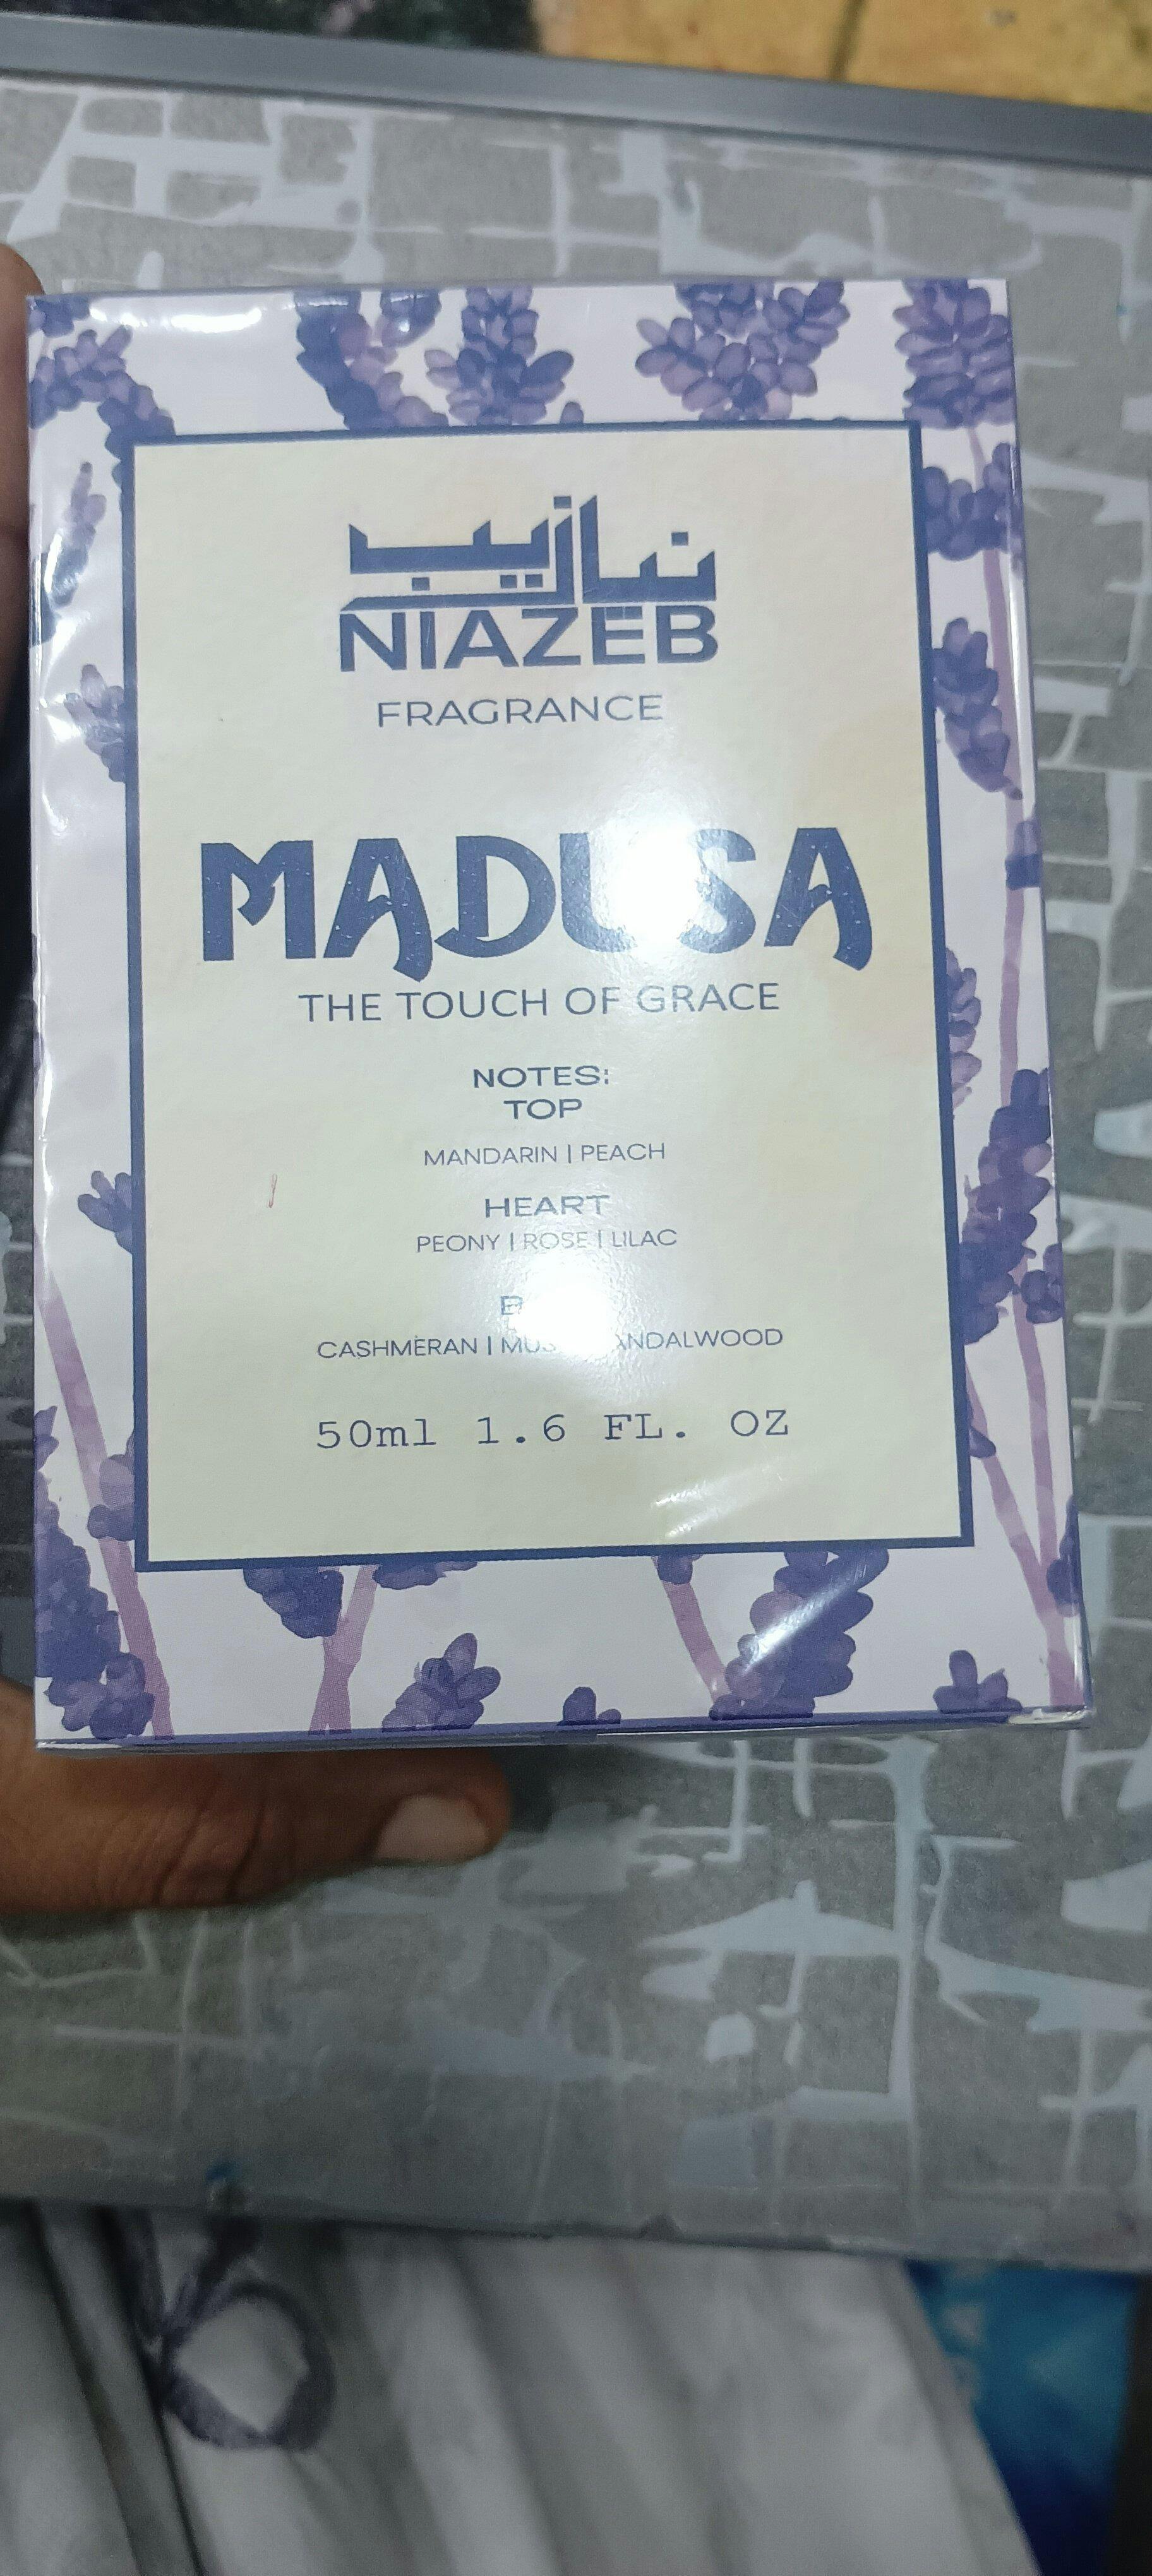 نيازيب
NIAZEB
FRAGRANCE
MADUSA
THE TOUCH OF GRACE
NOTES:
TOP
MANDARIN | PEACH
HEART
PEONY | ROSE | LILAC
CASHMERAN |
50ml 1.6 FL. OZ